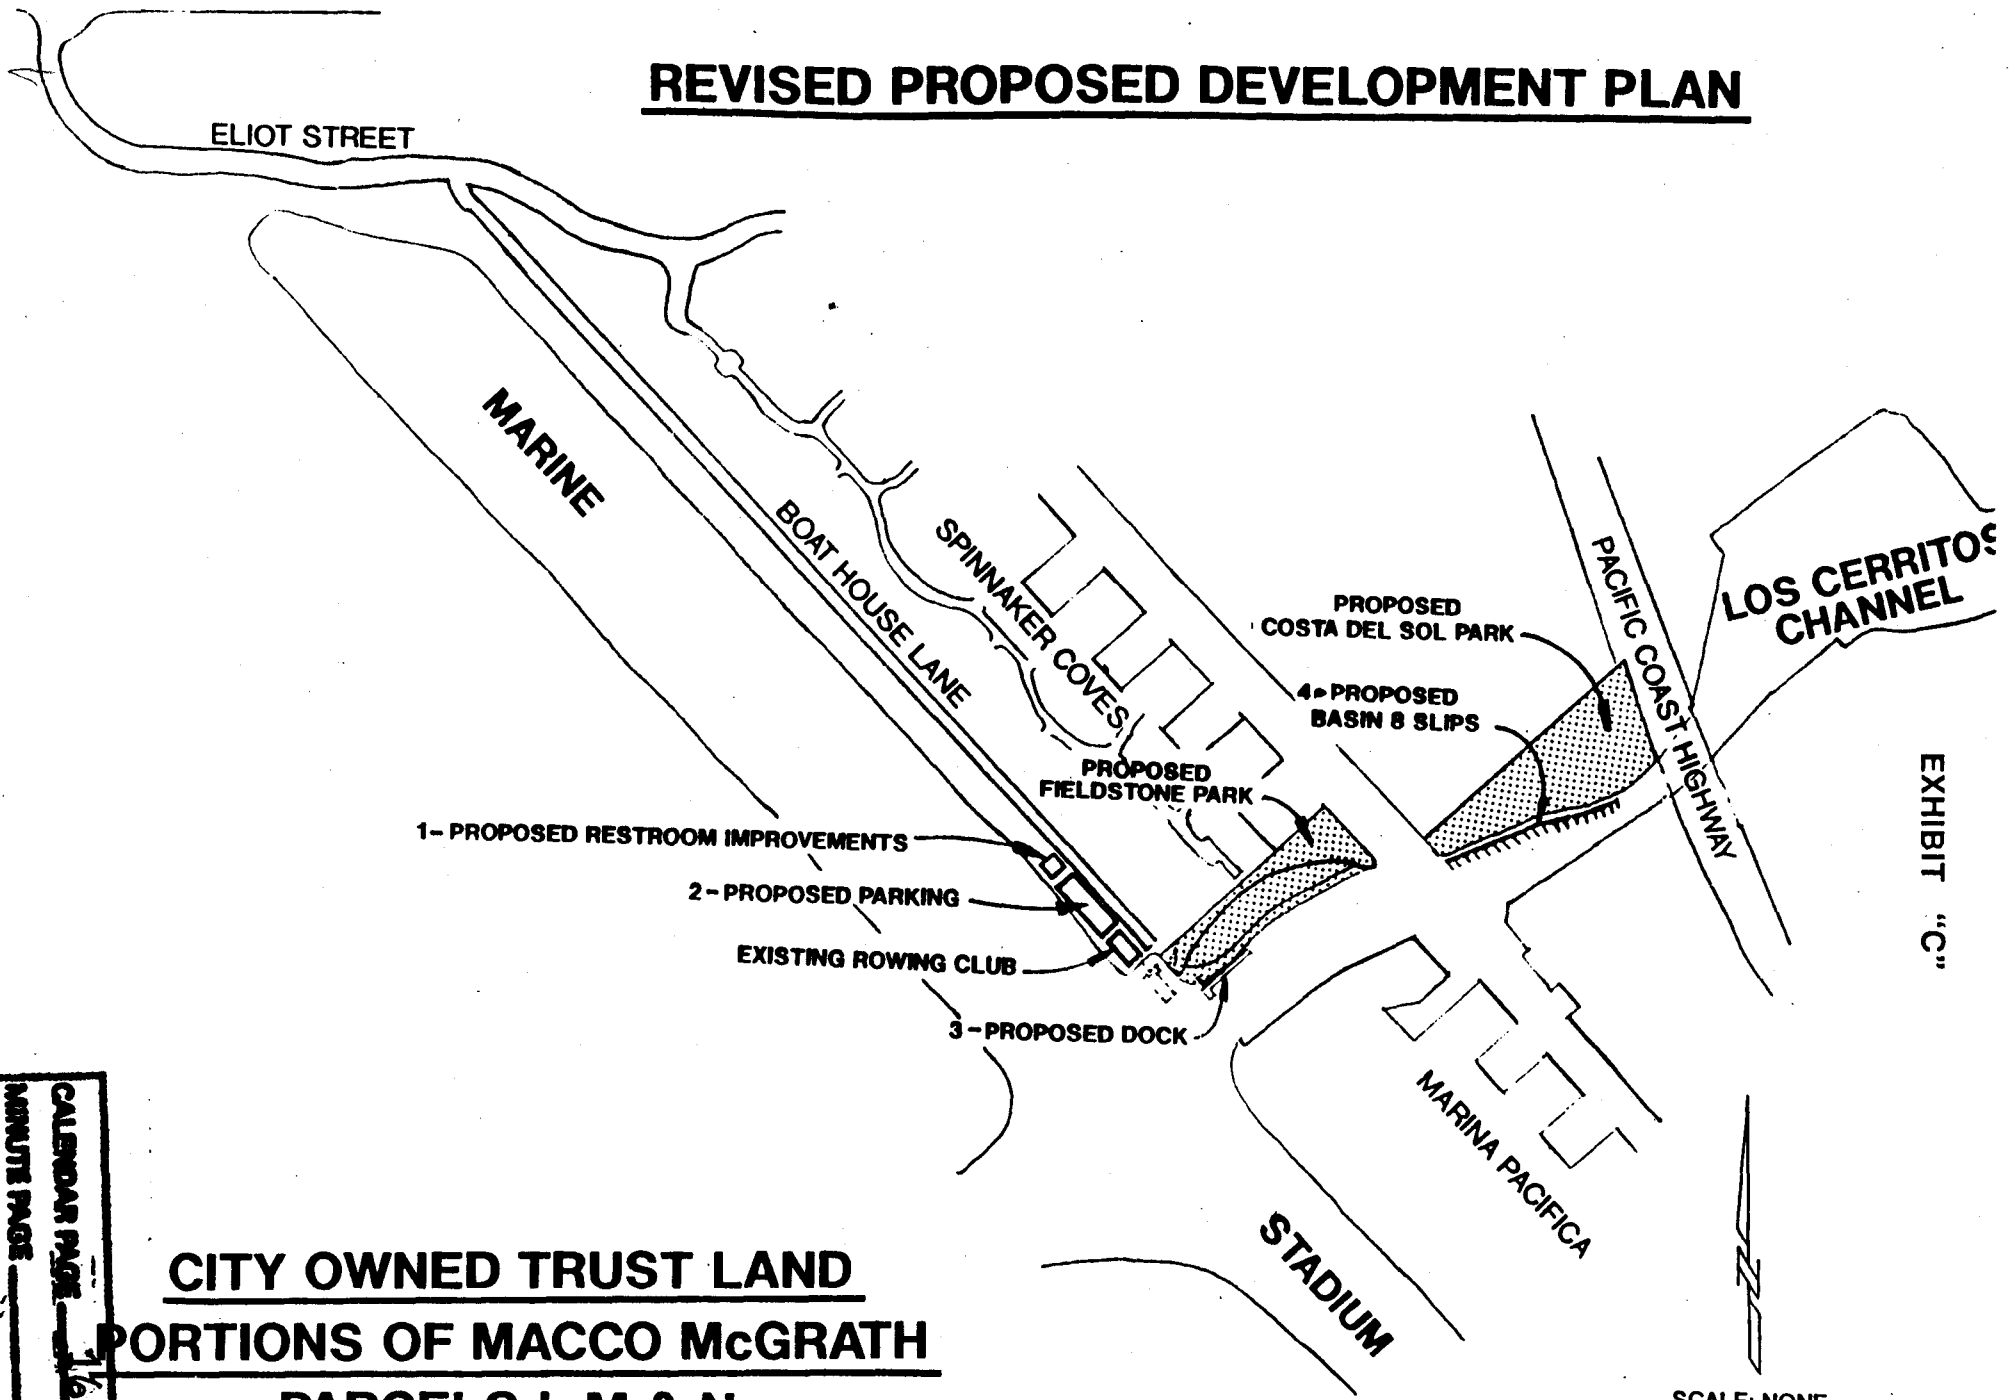 REVISED PROPOSED DEVELOPMENT PLAN
ELIOT STREET
MARINE
BOAT HOUSE LANE
SPINNAKER COVES
PACIFIC COAST HIGHWAY
LOS CERRITOS
CHANNEL
PROPOSED
COSTA DEL SOL PARK
4-PROPOSED
BASIN 8 SLIPS
PROPOSED
FIELDSTONE PARK
1-PROPOSED RESTROOM IMPROVEMENTS
2-PROPOSED PARKING
EXISTING ROWING CLUB
3-PROPOSED DOCK
EXHIBIT "C"
MARINA PACIFICA
STADIUM
CALENDAR PAGE
MINUTE PAGE
CITY OWNED TRUST LAND
PORTIONS OF MACCO McGRATH
SCALE: NONE